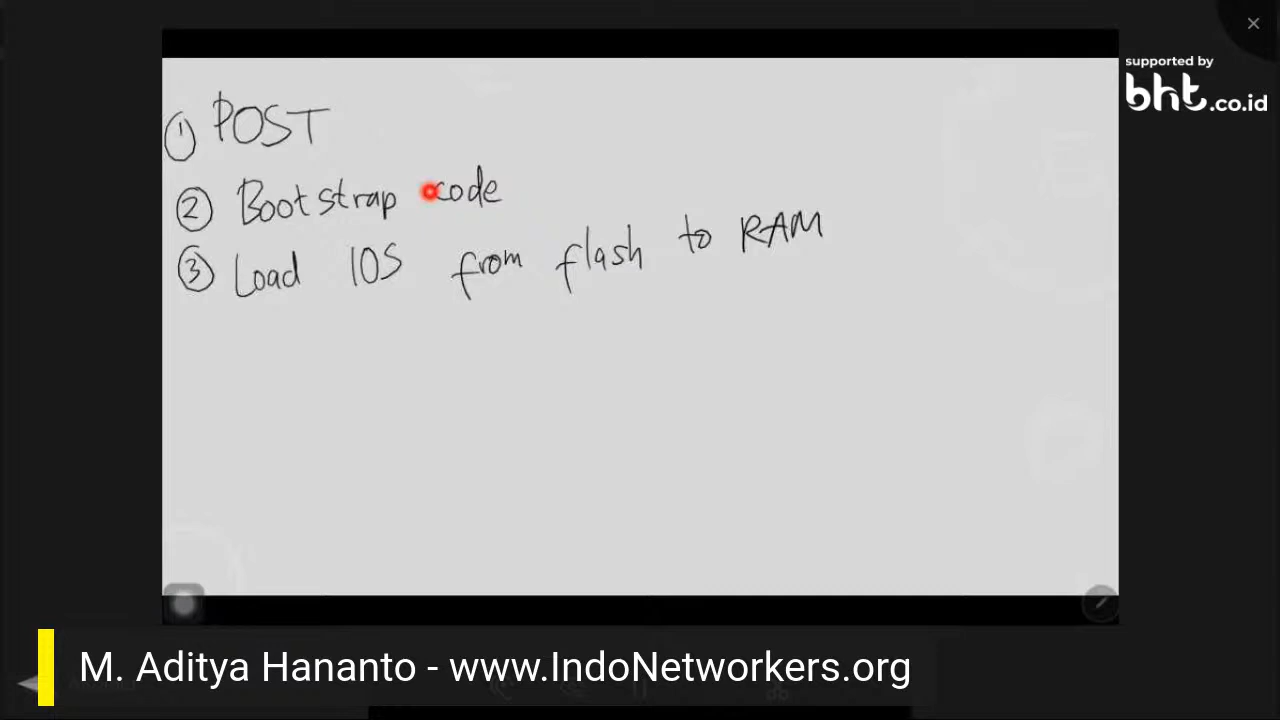 supported by
bht.co.id
① POST
② Bootstrap code
③ Load IOS from flash to RAM
M. Aditya Hananto - www.IndoNetworkers.org